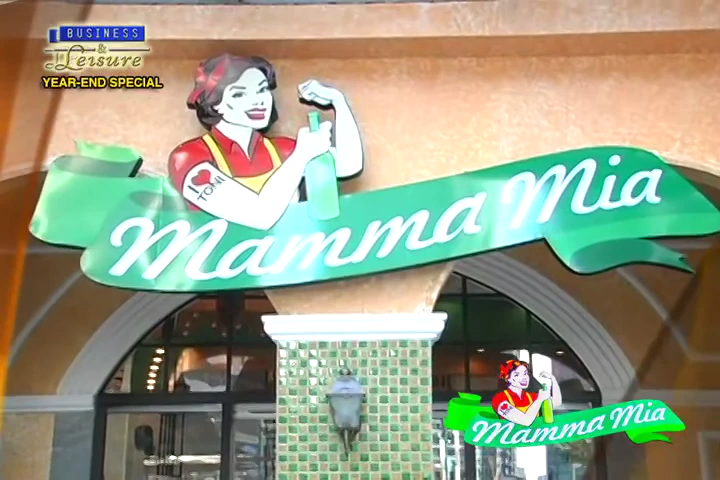 BUSINESS
&
Leisure
YEAR-END SPECIAL
I ♥
TONI
Mamma Mia
Mamma Mia